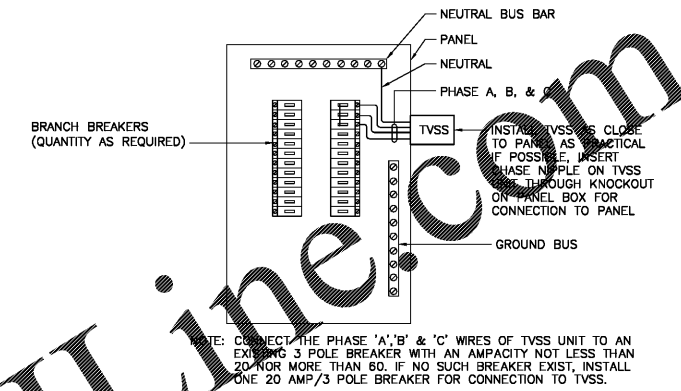 NEUTRAL BUS BAR
PANEL
NEUTRAL
PHASE A, B, & C
BRANCH BREAKERS
(QUANTITY AS REQUIRED)
TVSS
INSTALL TVSS AS CLOSE
TO PANEL AS PRACTICAL
IF POSSIBLE, INSERT
CHASE NIPPLE ON TVSS
UNIT THROUGH KNOCKOUT
ON PANEL BOX FOR
CONNECTION TO PANEL
GROUND BUS
NOTE: CONNECT THE PHASE 'A','B' & 'C' WIRES OF TVSS UNIT TO AN
EXISTING 3 POLE BREAKER WITH AN AMPACITY NOT LESS THAN
20 NOR MORE THAN 60. IF NO SUCH BREAKER EXIST, INSTALL
ONE 20 AMP/3 POLE BREAKER FOR CONNECTION TO TVSS.
Line.com